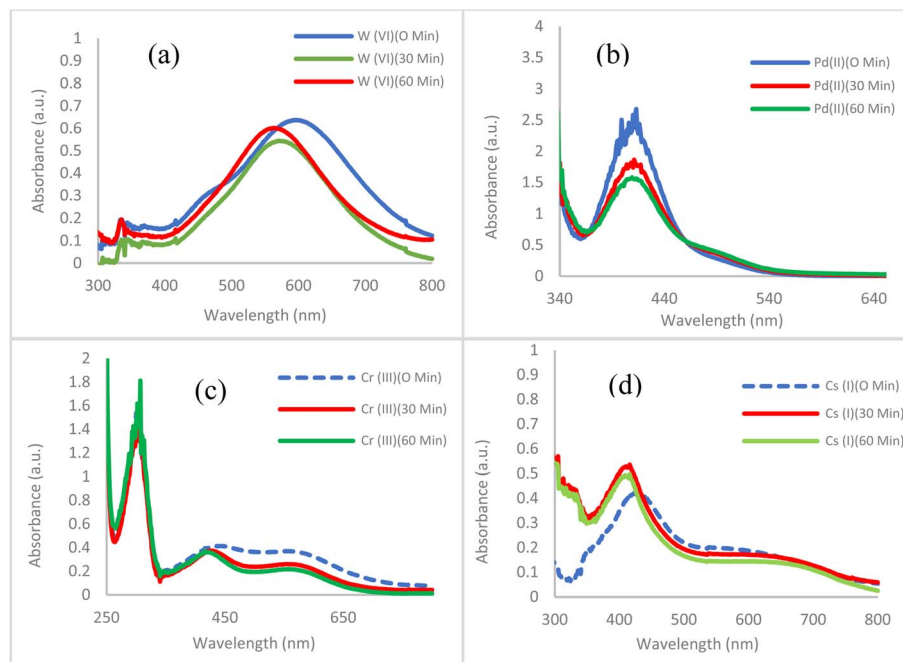 (a)
W (VI)(O Min)
W (VI)(30 Min)
W (VI)(60 Min)
Absorbance (a.u.)
1
0.9
0.8
0.7
0.6
0.5
0.4
0.3
0.2
0.1
0
300 400 500 600 700 800
Wavelength (nm)
(b)
Pd(II)(O Min)
Pd(II)(30 Min)
Pd(II)(60 Min)
Absorbance (a.u.)
4
3.5
3
2.5
2
1.5
1
0.5
0
340 440 540 640
Wavelength (nm)
(c)
Cr (III)(O Min)
Cr (III)(30 Min)
Cr (III)(60 Min)
Absorbance (a.u.)
2
1.8
1.6
1.4
1.2
1
0.8
0.6
0.4
0.2
0
250 450 650
Wavelength (nm)
(d)
Cs (I)(O Min)
Cs (I)(30 Min)
Cs (I)(60 Min)
Absorbance (a.u.)
1
0.9
0.8
0.7
0.6
0.5
0.4
0.3
0.2
0.1
0
300 400 500 600 700 800
Wavelength (nm)